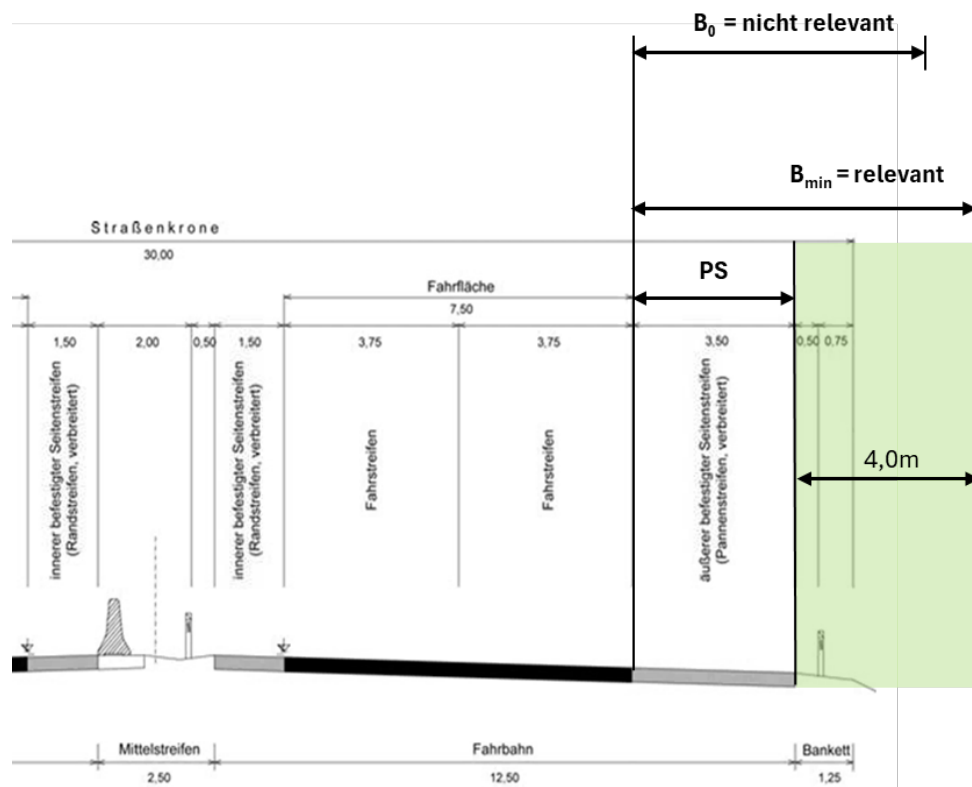 B0 = nicht relevant
Bmin = relevant
Straßenkrone
30,00
PS
Fahrfläche
7,50
1,50
2,00
0,50
1,50
3,75
3,75
3,50
0,50
0,75
innerer befestigter Seitenstreifen
(Randstreifen, verbreitert)
innerer befestigter Seitenstreifen
(Randstreifen, verbreitert)
Fahrstreifen
Fahrstreifen
äußerer befestigter Seitenstreifen
(Pannenstreifen, verbreitert)
4,0m
Mittelstreifen
Fahrbahn
Bankett
2,50
12,50
1,25